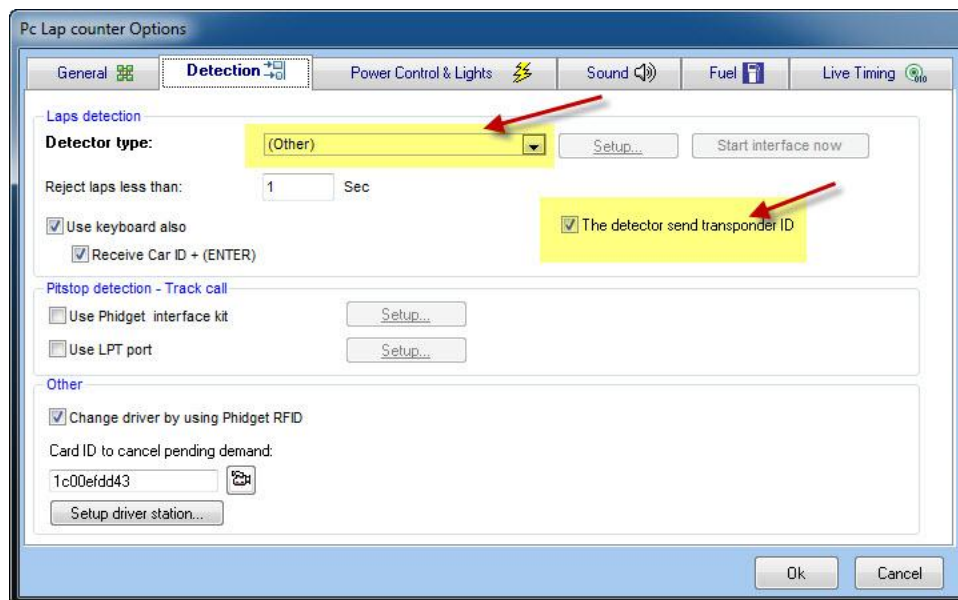 Pc Lap counter Options
General Detection Power Control & Lights Sound Fuel Live Timing
Laps detection
Detector type: (Other) Setup... Start interface now
Reject laps less than: 1 Sec
Use keyboard also The detector send transponder ID
Receive Car ID + (ENTER)
Pitstop detection - Track call
Use Phidget interface kit Setup...
Use LPT port Setup...
Other
Change driver by using Phidget RFID
Card ID to cancel pending demand:
1c00efdd43
Setup driver station...
Ok Cancel